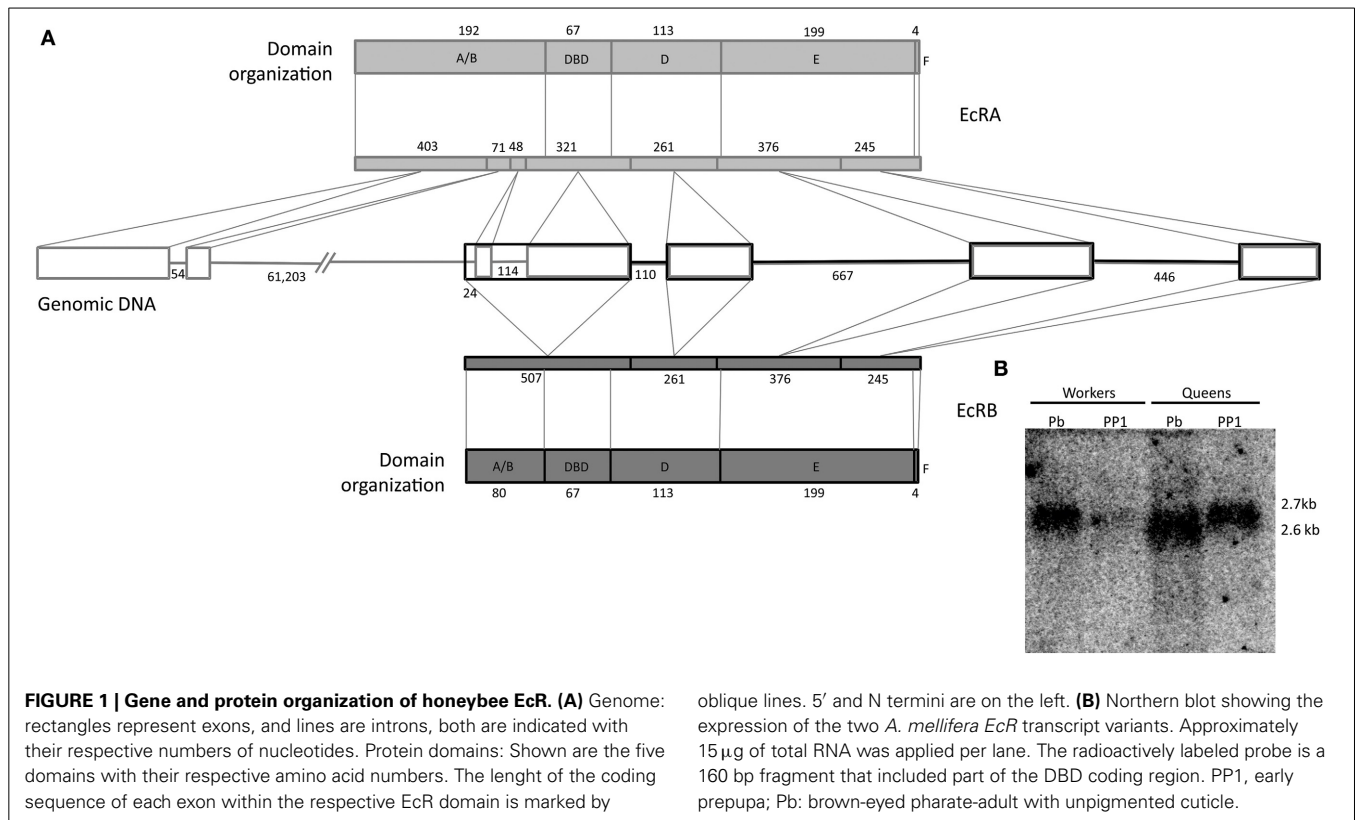 A
192 67 113 199 4
Domain organization
A/B DBD D E F
EcRA
403 71 48 321 261 376 245
54 61,203 24 114 110 667 446
Genomic DNA
507 261 376 245
EcRB
Domain organization
A/B DBD D E F
80 67 113 199 4
B
Workers Queens
Pb PP1 Pb PP1
2.7kb
2.6 kb
FIGURE 1 | Gene and protein organization of honeybee EcR. (A) Genome:
rectangles represent exons, and lines are introns, both are indicated with
their respective numbers of nucleotides. Protein domains: Shown are the five
domains with their respective amino acid numbers. The lenght of the coding
sequence of each exon within the respective EcR domain is marked by
oblique lines. 5′ and N termini are on the left. (B) Northern blot showing the
expression of the two A. mellifera EcR transcript variants. Approximately
15 μg of total RNA was applied per lane. The radioactively labeled probe is a
160 bp fragment that included part of the DBD coding region. PP1, early
prepupa; Pb: brown-eyed pharate-adult with unpigmented cuticle.